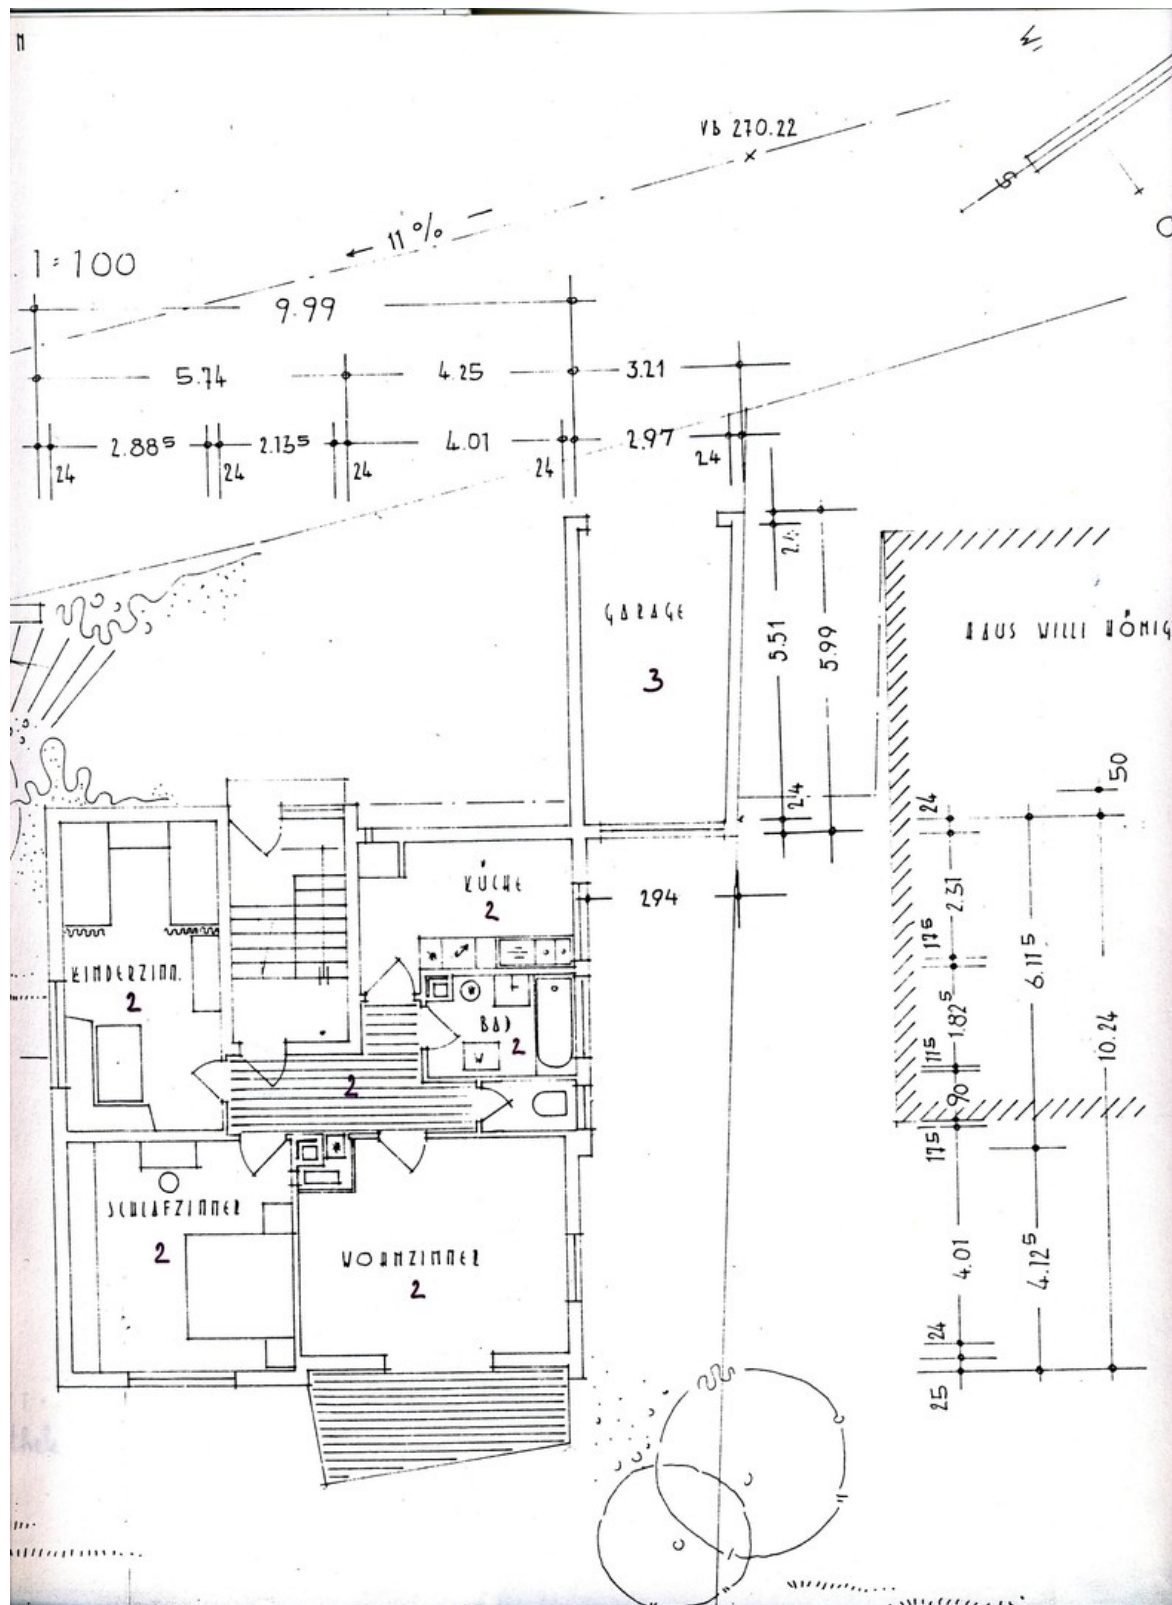 N
W
VB 270.22
S
O
← 11 %
1:100
9.99
5.74 4.25 3.21
2.88⁵ 2.13⁵ 4.01 2.97
24 24 24 24 24
24
5.51
5.99
24
GARAGE
3
HAUS WILLI HÖNIG
50
24
2.31
17⁵
1.82⁵
11⁵
90
17⁵
4.01
24
25
6.11⁵
4.12⁵
10.24
294
KÜCHE
2
KINDERZIMM.
2
BAD
2
W
2
SCHLAFZIMMER
2
WOHNZIMMER
2